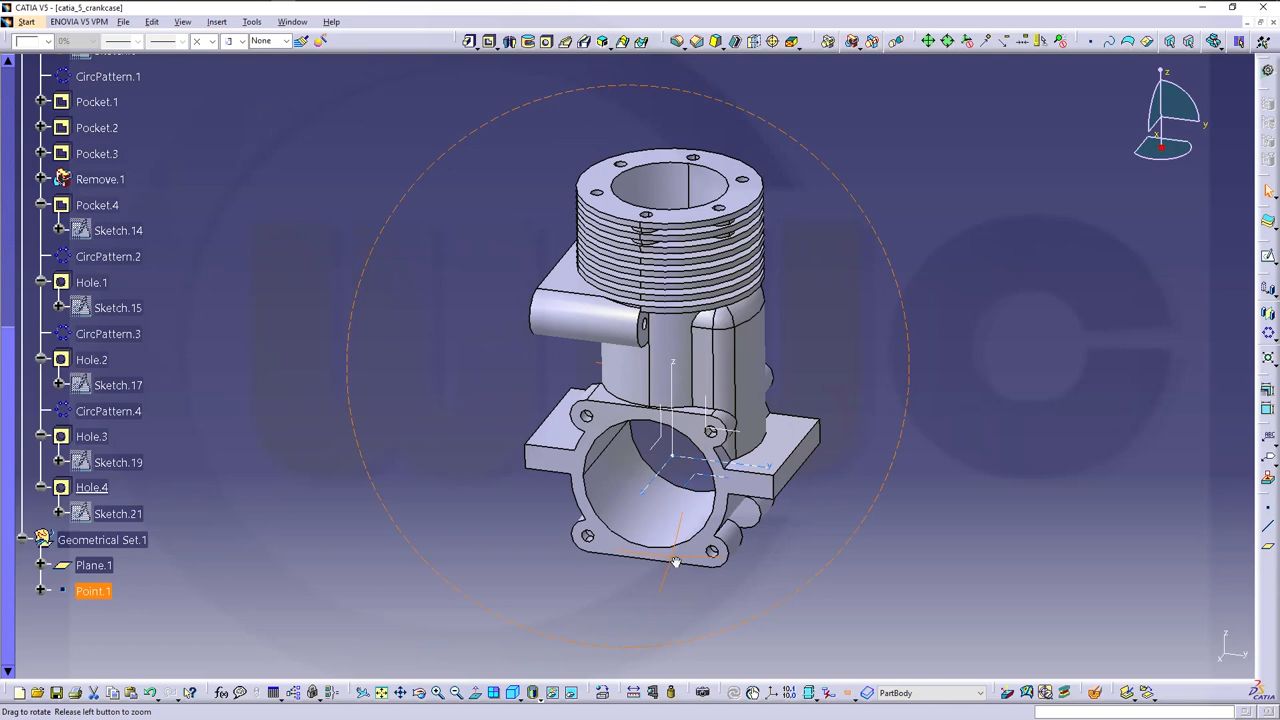 CATIA V5 - [catia_5_crankcase]
Start ENOVIA V5 VPM File Edit View Insert Tools Window Help
0% None
CircPattern.1
Pocket.1
Pocket.2
Pocket.3
Remove.1
Pocket.4
Sketch.14
CircPattern.2
Hole.1
Sketch.15
CircPattern.3
Hole.2
Sketch.17
CircPattern.4
Hole.3
Sketch.19
Hole.4
Sketch.21
Geometrical Set.1
Plane.1
Point.1
z
y
x
z
y
z
y
x
PartBody
Drag to rotate. Release left button to zoom